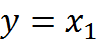 y = x₁